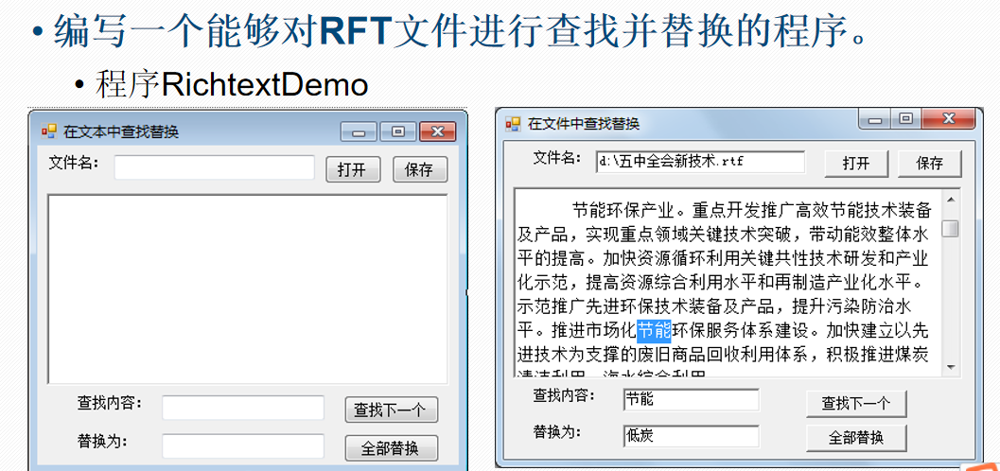 • 编写一个能够对RFT文件进行查找并替换的程序。
• 程序RichtextDemo
在文本中查找替换
文件名：
打开
保存
查找内容：
查找下一个
替换为：
全部替换
在文件中查找替换
文件名：
d:\五中全会新技术.rtf
打开
保存
节能环保产业。重点开发推广高效节能技术装备
及产品，实现重点领域关键技术突破，带动能效整体水
平的提高。加快资源循环利用关键共性技术研发和产业
化示范，提高资源综合利用水平和再制造产业化水平。
示范推广先进环保技术装备及产品，提升污染防治水
平。推进市场化节能环保服务体系建设。加快建立以先
进技术为支撑的废旧商品回收利用体系，积极推进煤炭
清洁利用、海水综合利用
查找内容：
节能
查找下一个
替换为：
低炭
全部替换